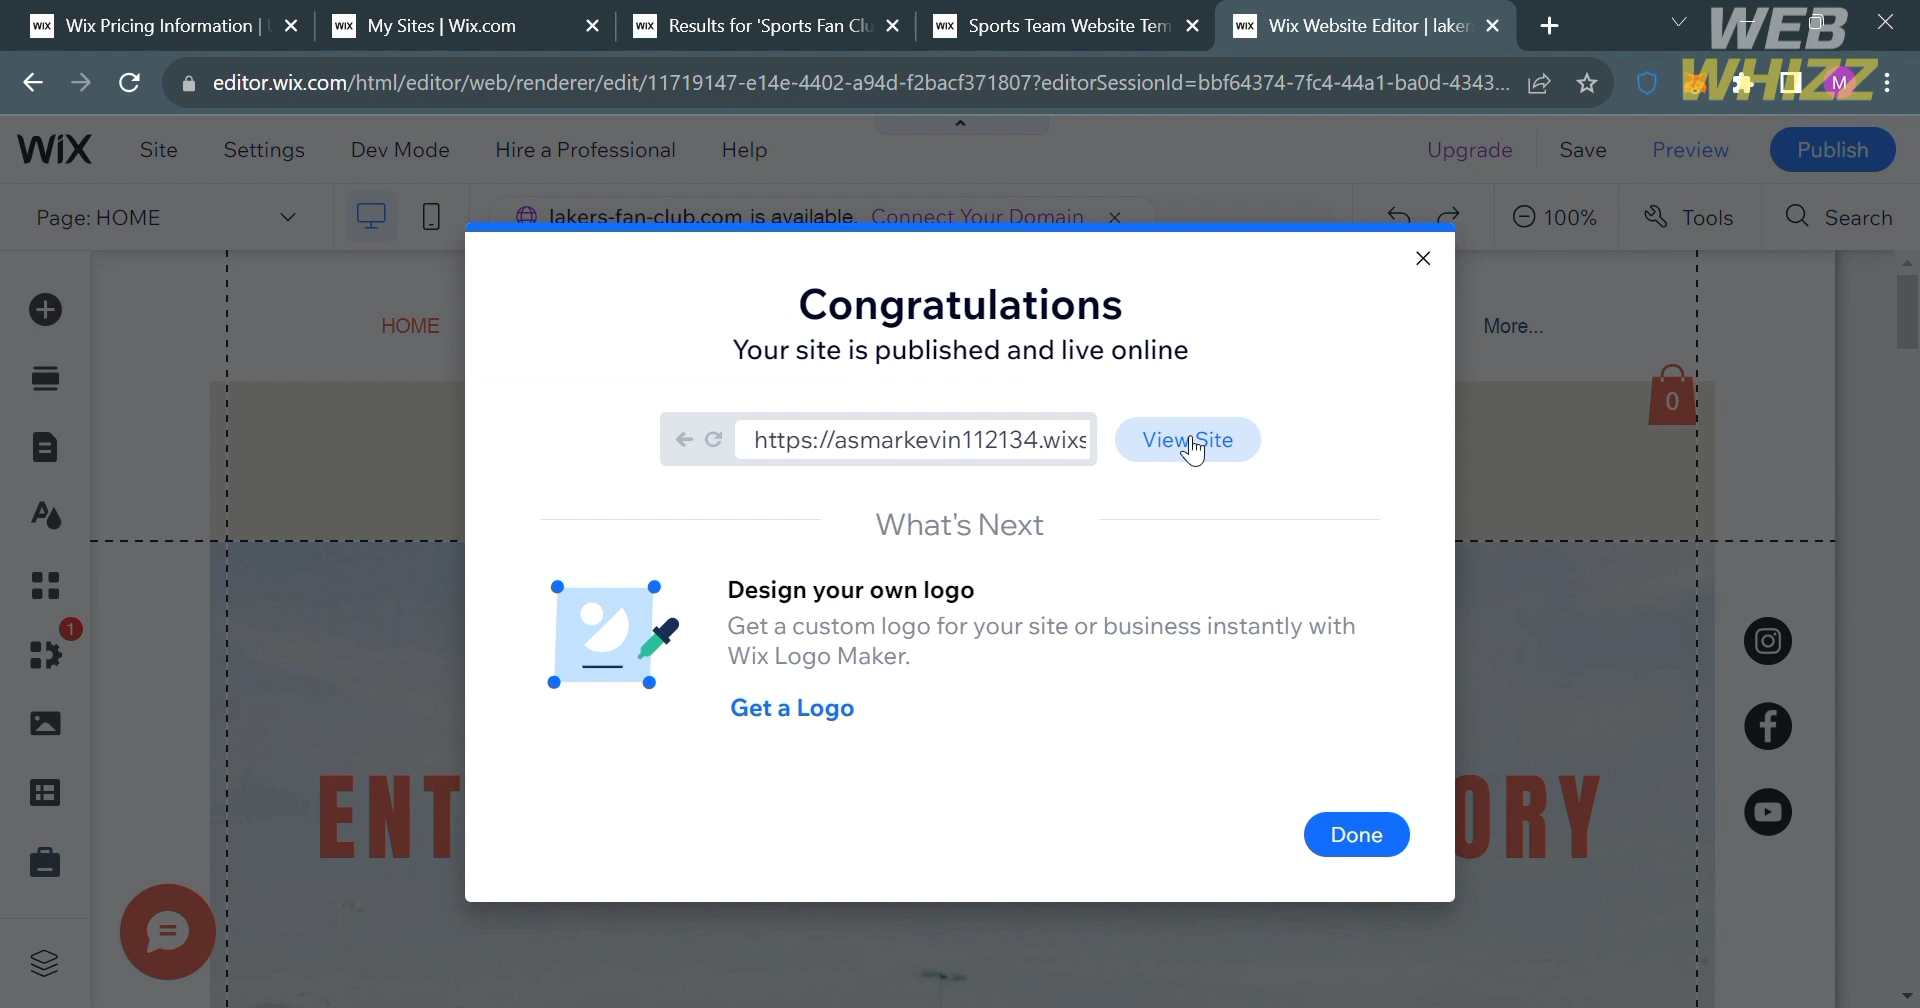 WIX Wix Pricing Information |
WIX My Sites | Wix.com
WIX Results for 'Sports Fan Clu
WIX Sports Team Website Tem
WIX Wix Website Editor | laker
WEB
WHIZZ
editor.wix.com/html/editor/web/renderer/edit/11719147-e14e-4402-a94d-f2bacf371807?editorSessionId=bbf64374-7fc4-44a1-ba0d-4343...
M
WIX Site Settings Dev Mode Hire a Professional Help Upgrade Save Preview Publish
Page: HOME
lakers-fan-club.com is available. Connect Your Domain
100% Tools Search
HOME
More...
0
1
Congratulations
Your site is published and live online
https://asmarkevin112134.wixs
View Site
What's Next
Design your own logo
Get a custom logo for your site or business instantly with
Wix Logo Maker.
Get a Logo
Done
ENT
ORY